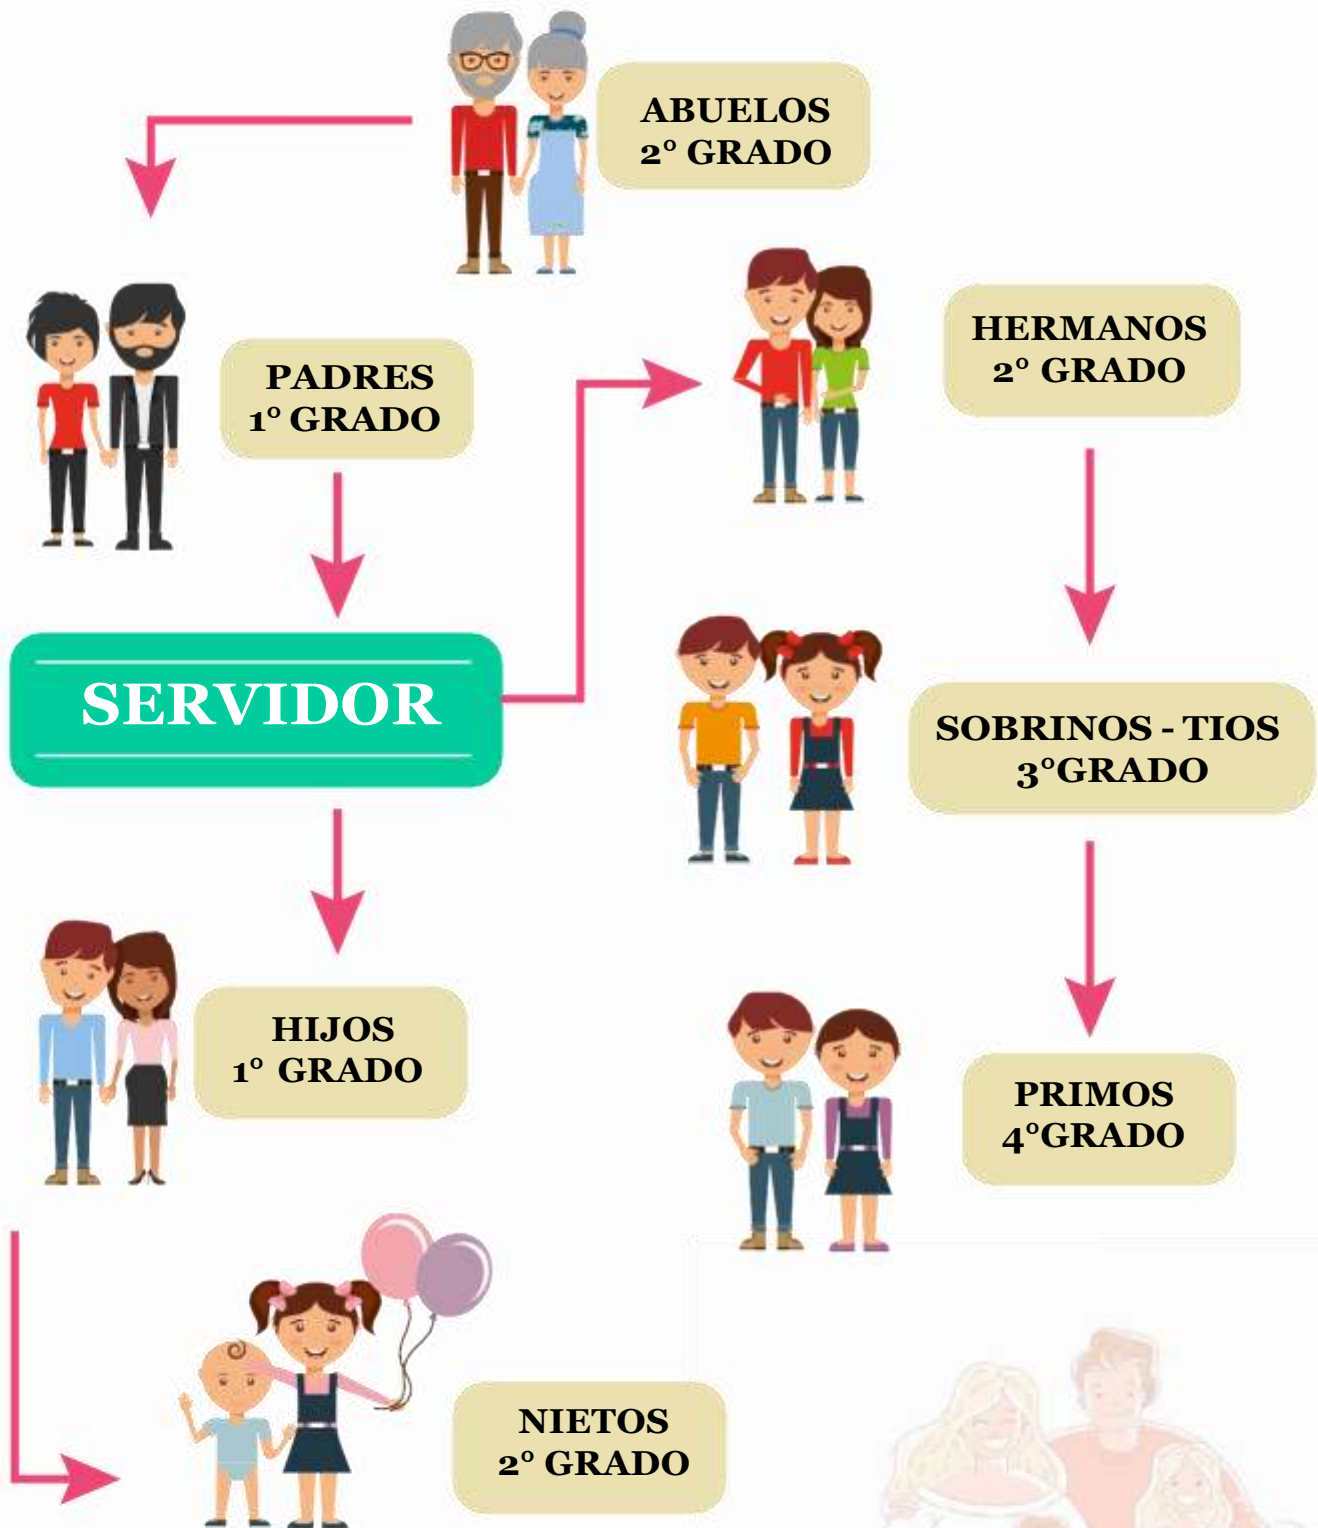 ABUELOS
2° GRADO
PADRES
1° GRADO
HERMANOS
2° GRADO
SERVIDOR
SOBRINOS - TIOS
3°GRADO
HIJOS
1° GRADO
PRIMOS
4°GRADO
NIETOS
2° GRADO